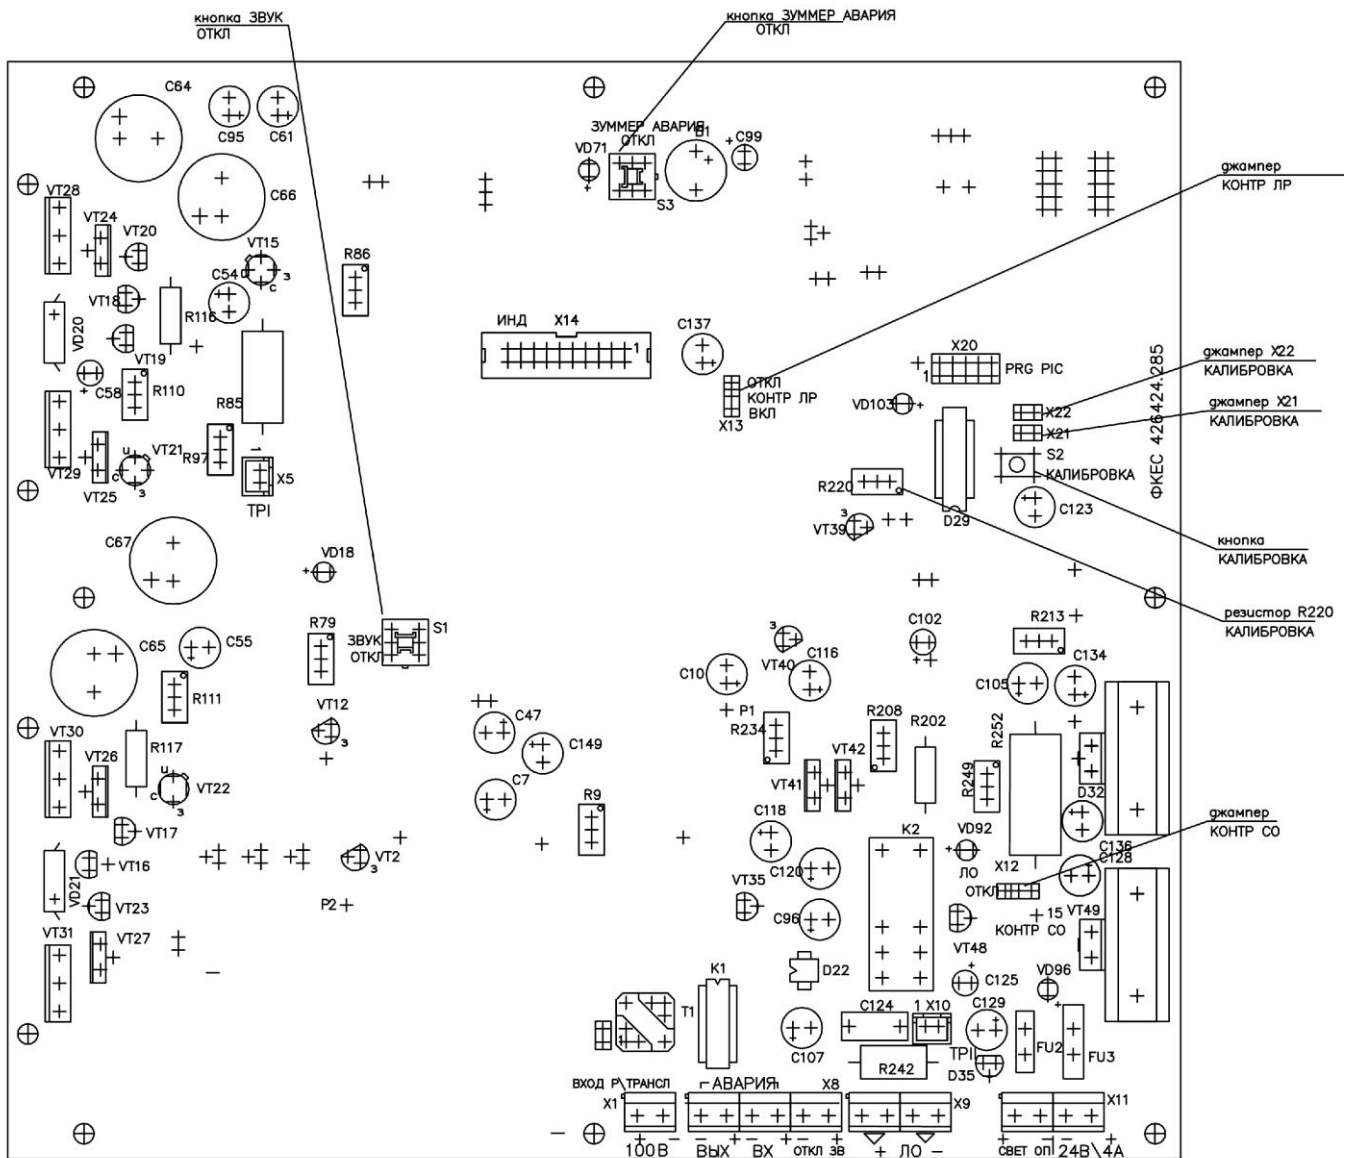 кнопка ЗВУК
ОТКЛ
кнопка ЗУММЕР АВАРИЯ
ОТКЛ
C64
C95
C61
ЗУММЕР АВАРИЯ
ОТКЛ
VD71
S3
C99
джампер
КОНТР ЛР
VT28
VT24
VT20
C66
VT15
з
с
R86
C54
VT18
R116
VD20
VT19
C58
R110
R85
ИНД
X14
1
C137
ОТКЛ
КОНТР ЛР
ВКЛ
X13
X20
1
PRG PIC
VD103
X22
X21
S2
КАЛИБРОВКА
ФКЕС 426424.285
джампер X22
КАЛИБРОВКА
джампер X21
КАЛИБРОВКА
VT29
VT25
и
с
з
VT21
R97
1
X5
TPI
R220
з
VT39
D29
C123
кнопка
КАЛИБРОВКА
C67
VD18
резистор R220
КАЛИБРОВКА
C65
C55
R79
ЗВУК
ОТКЛ
S1
R111
VT12
з
з
VT40
C10
C116
C102
R213
C105
C134
P1
R234
R208
R202
R252
VT30
VT26
R117
и
с
з
VT22
C47
C149
C7
R9
VT41
VT42
R249
D32
VT17
VT16
VT2
з
C118
C120
K2
VD92
ЛО
X12
ОТКЛ
C136
C128
джампер
КОНТР СО
VD21
VT23
P2
VT35
C96
15
КОНТР СО
VT49
VT31
VT27
VT48
D22
K1
C125
VD96
T1
1
C107
C124
1 X10
C129
TPII
FU2
FU3
R242
D35
ВХОД Р\ТРАНСЛ
АВАРИЯ
X1
X8
X9
X11
+ - - + - + - + + - - +
100В
ВЫХ
ВХ
ОТКЛ ЗВ
+ ЛО -
СВЕТ ОП
24В\4А